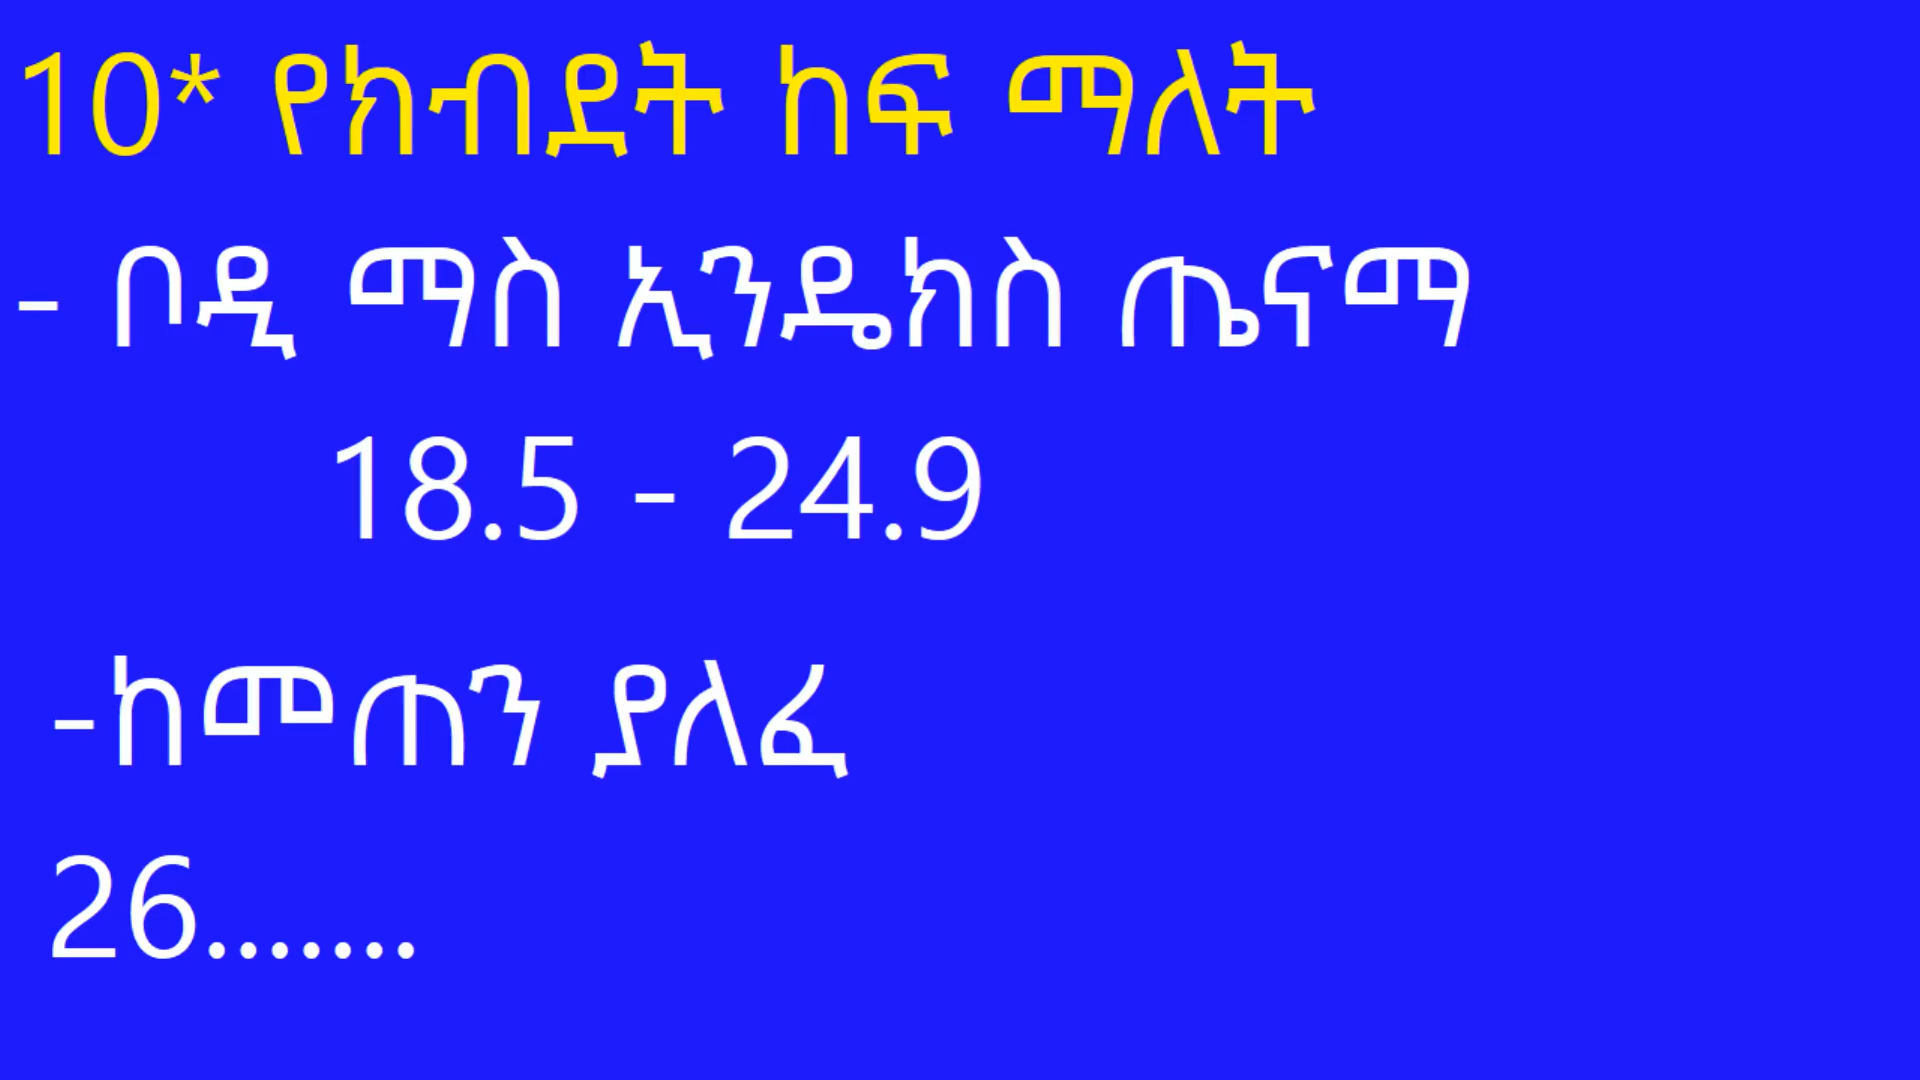 10* የክብደት ከፍ ማለት
- ቦዲ ማስ ኢንዴክስ ጤናማ
18.5 - 24.9
-ከመጠን ያለፈ
26.......